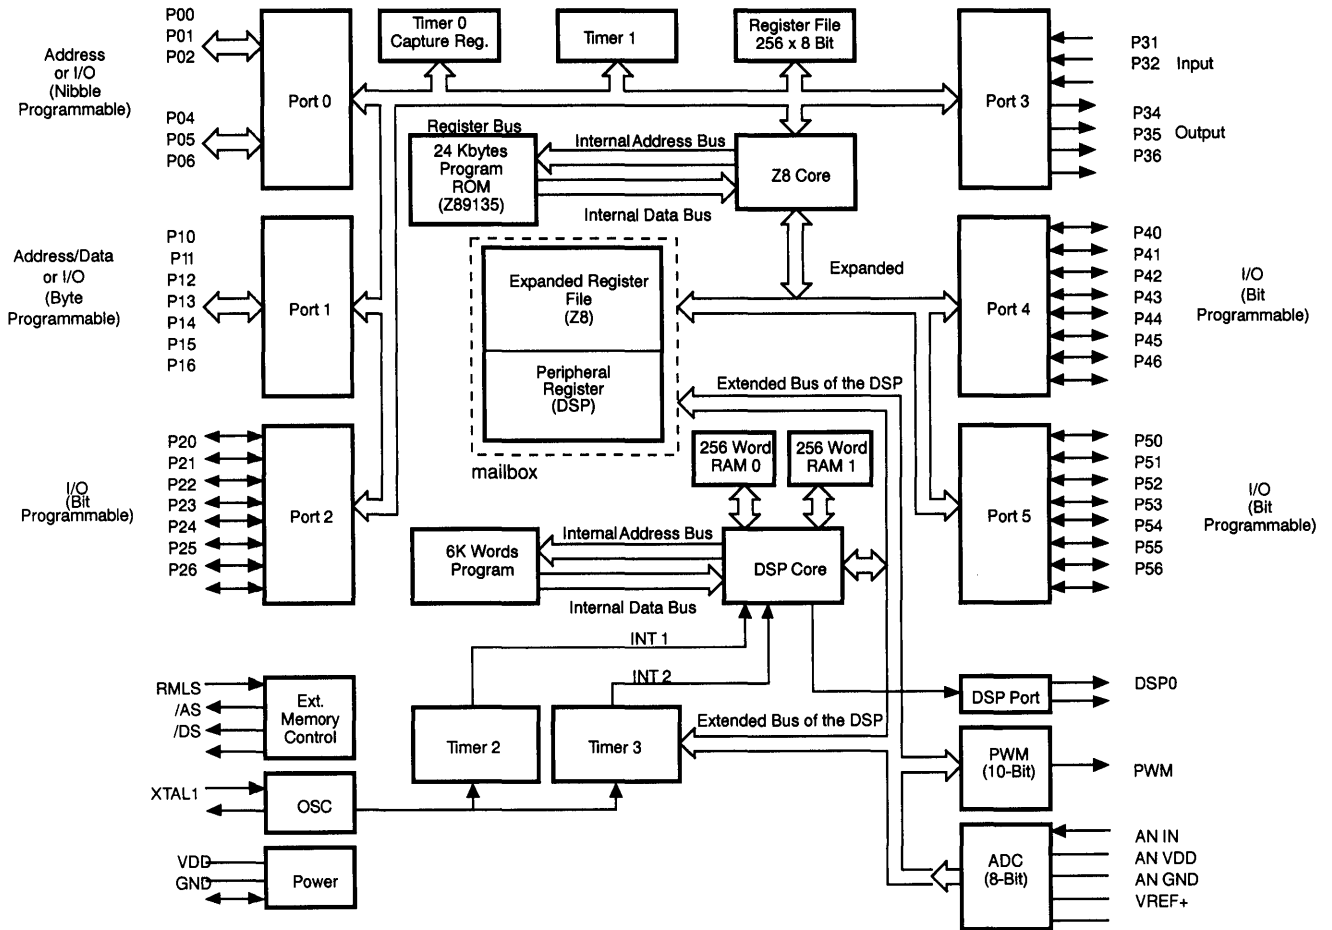 P00
P01
P02
Address
or I/O
(Nibble
Programmable)
P04
P05
P06
Port 0
Timer 0
Capture Reg.
Timer 1
Register File
256 x 8 Bit
Port 3
P31
P32 Input
P34
P35 Output
P36
Register Bus
24 Kbytes
Program
ROM
(Z89135)
Internal Address Bus
Internal Data Bus
Z8 Core
P10
P11
P12
P13
P14
P15
P16
Address/Data
or I/O
(Byte
Programmable)
Port 1
Expanded Register
File
(Z8)
Peripheral
Register
(DSP)
mailbox
Expanded
Extended Bus of the DSP
Port 4
P40
P41
P42
P43
P44
P45
P46
I/O
(Bit
Programmable)
P20
P21
P22
P23
P24
P25
P26
I/O
(Bit
Programmable)
Port 2
256 Word
RAM 0
256 Word
RAM 1
6K Words
Program
Internal Address Bus
Internal Data Bus
DSP Core
Port 5
P50
P51
P52
P53
P54
P55
P56
I/O
(Bit
Programmable)
INT 1
INT 2
RMLS
/AS
/DS
Ext.
Memory
Control
Timer 2
Timer 3
Extended Bus of the DSP
DSP Port
DSP0
PWM
(10-Bit)
PWM
XTAL1
OSC
VDD
GND
Power
ADC
(8-Bit)
AN IN
AN VDD
AN GND
VREF+